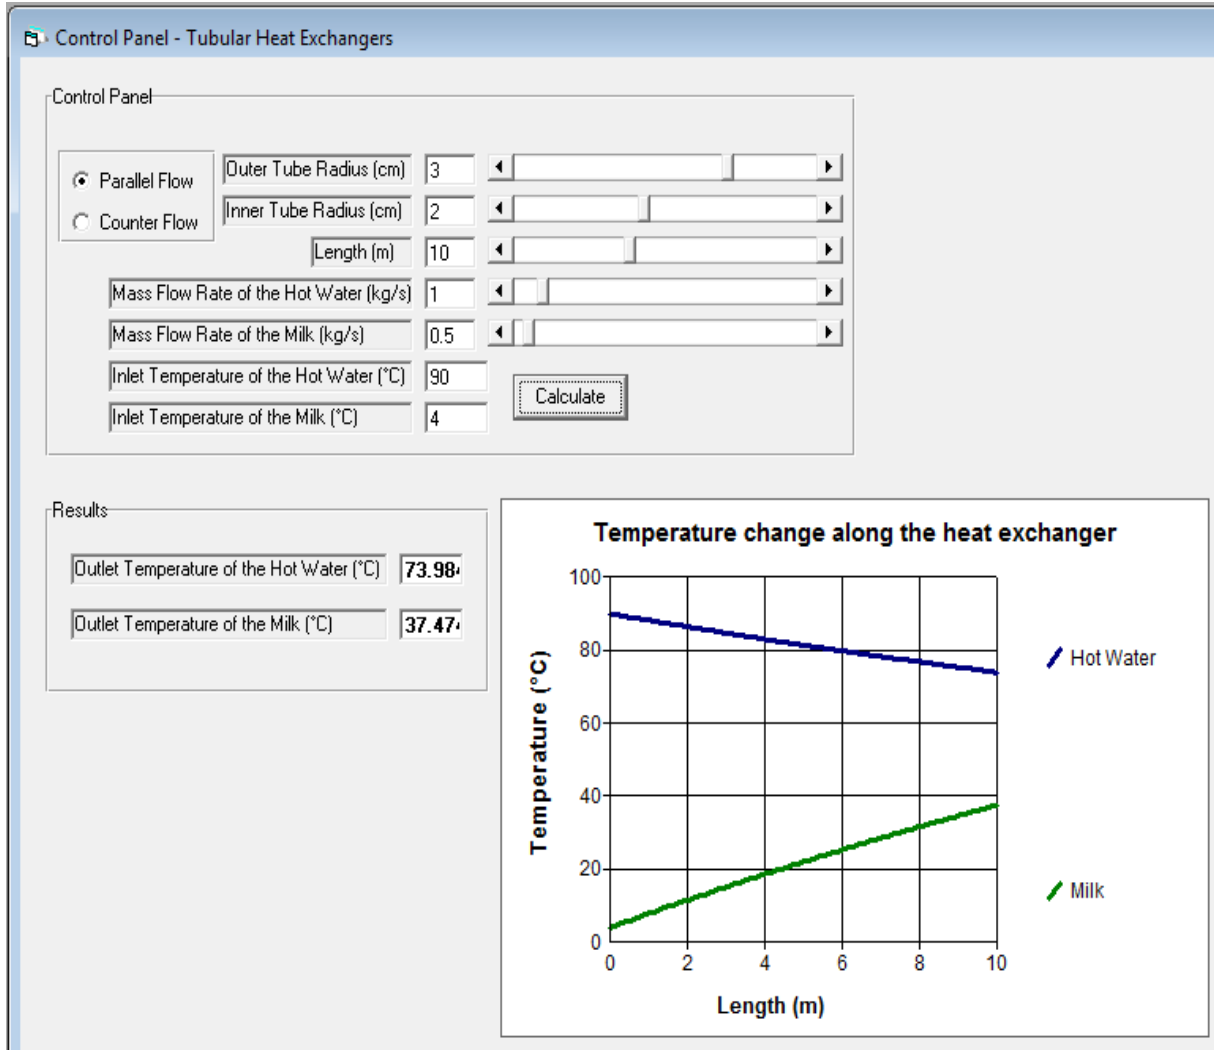 Control Panel - Tubular Heat Exchangers
Control Panel
Parallel Flow
Counter Flow
Outer Tube Radius (cm) 3
Inner Tube Radius (cm) 2
Length (m) 10
Mass Flow Rate of the Hot Water (kg/s) 1
Mass Flow Rate of the Milk (kg/s) 0.5
Inlet Temperature of the Hot Water (°C) 90
Inlet Temperature of the Milk (°C) 4
Calculate
Results
Outlet Temperature of the Hot Water (°C) 73.984
Outlet Temperature of the Milk (°C) 37.474
Temperature change along the heat exchanger
Temperature (°C)
100
80
60
40
20
0
0 2 4 6 8 10
Length (m)
Hot Water
Milk